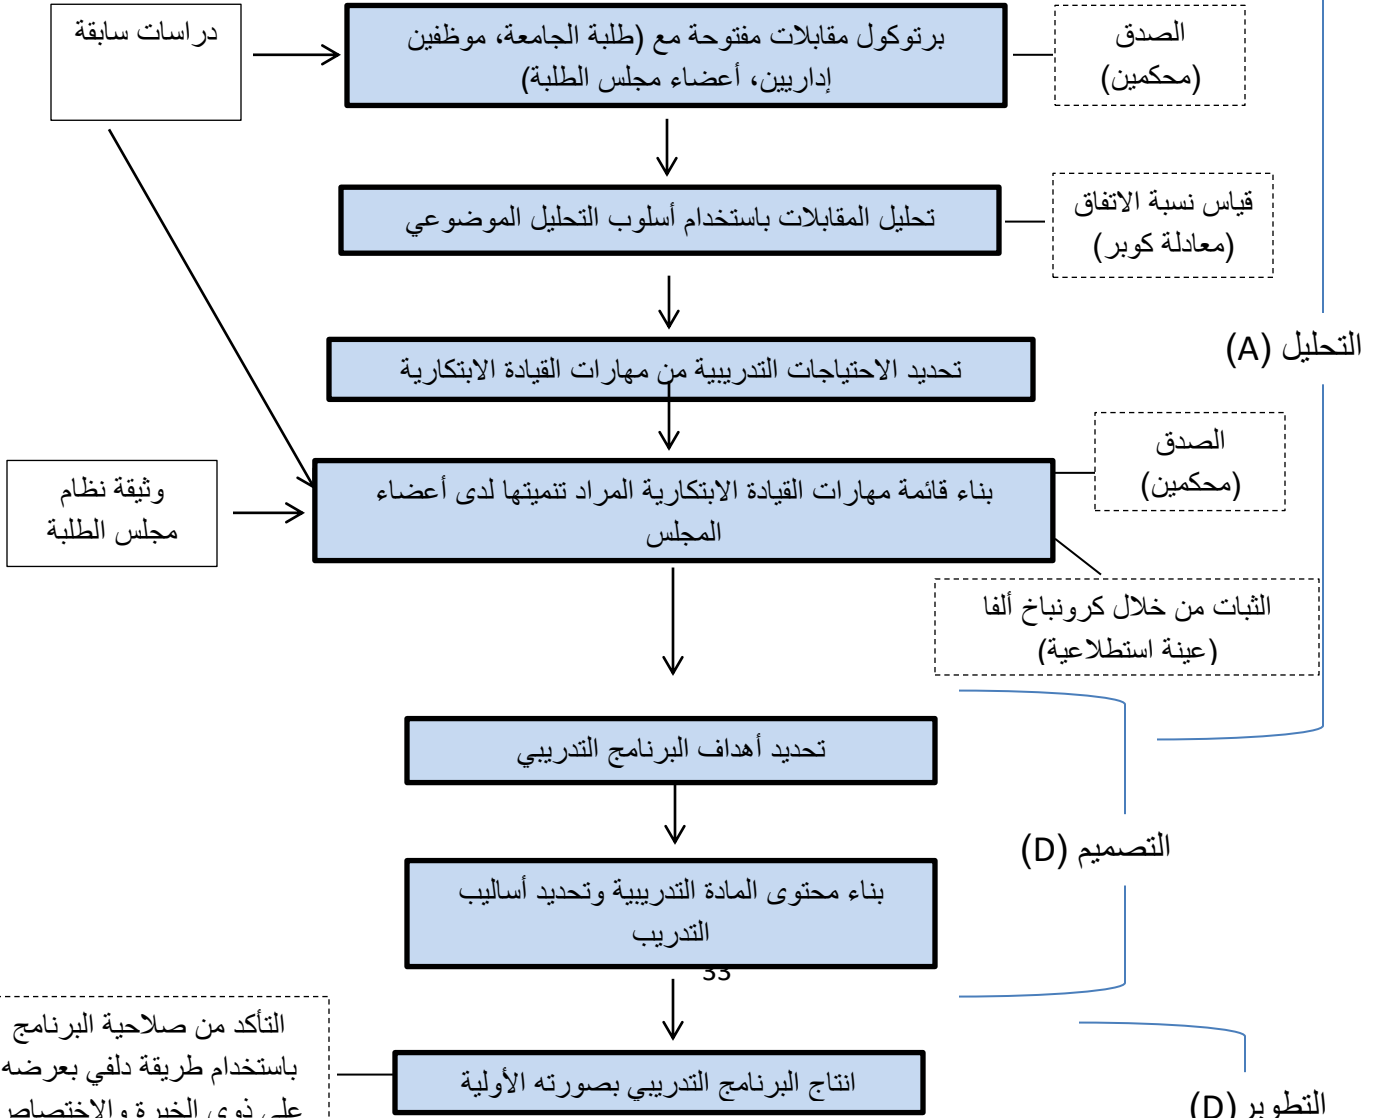 دراسات سابقة
برتوكول مقابلات مفتوحة مع (طلبة الجامعة، موظفين
إداريين، أعضاء مجلس الطلبة)
الصدق
(محكمين)
تحليل المقابلات باستخدام أسلوب التحليل الموضوعي
قياس نسبة الاتفاق
(معادلة كوبر)
التحليل (A)
تحديد الاحتياجات التدريبية من مهارات القيادة الابتكارية
الصدق
(محكمين)
بناء قائمة مهارات القيادة الابتكارية المراد تنميتها لدى أعضاء
المجلس
وثيقة نظام
مجلس الطلبة
الثبات من خلال كرونباخ ألفا
(عينة استطلاعية)
تحديد أهداف البرنامج التدريبي
التصميم (D)
بناء محتوى المادة التدريبية وتحديد أساليب
التدريب
33
التأكد من صلاحية البرنامج
باستخدام طريقة دلفي بعرضه
على ذوي الخبرة والاختصاص
انتاج البرنامج التدريبي بصورته الأولية
التطوير (D)